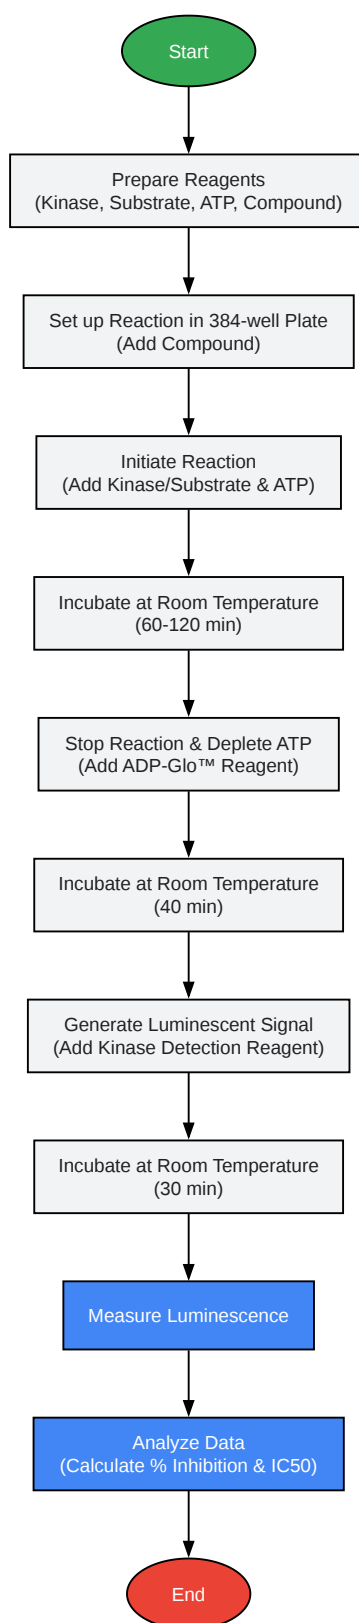 Start
Prepare Reagents
(Kinase, Substrate, ATP, Compound)
Set up Reaction in 384-well Plate
(Add Compound)
Initiate Reaction
(Add Kinase/Substrate & ATP)
Incubate at Room Temperature
(60-120 min)
Stop Reaction & Deplete ATP
(Add ADP-Glo™ Reagent)
Incubate at Room Temperature
(40 min)
Generate Luminescent Signal
(Add Kinase Detection Reagent)
Incubate at Room Temperature
(30 min)
Measure Luminescence
Analyze Data
(Calculate % Inhibition & IC50)
End